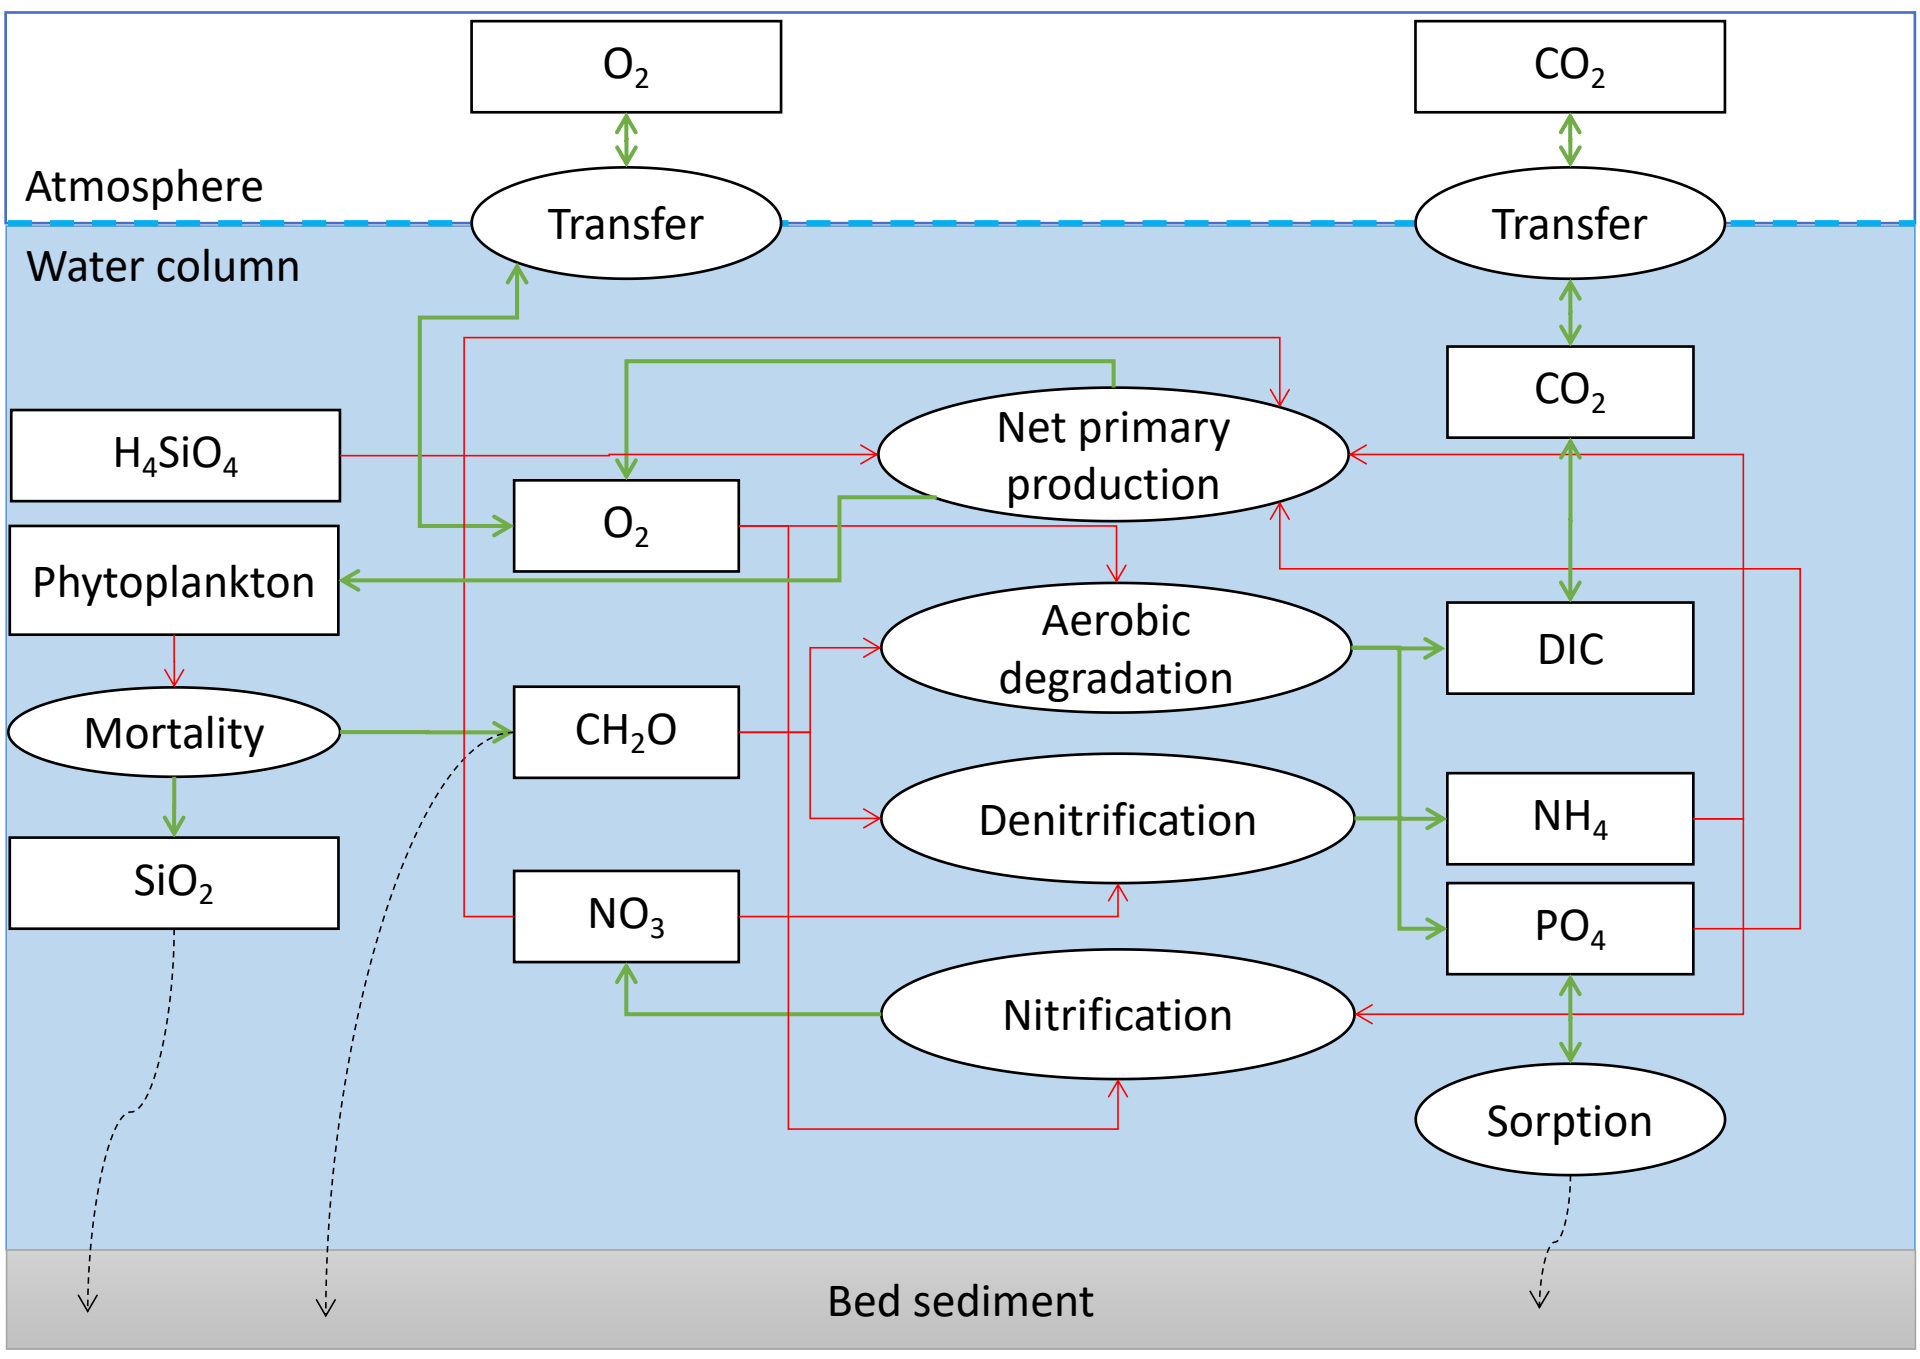 O₂
CO₂
Atmosphere
Transfer
Transfer
Water column
CO₂
H₄SiO₄
Net primary
production
O₂
Phytoplankton
Aerobic
degradation
DIC
Mortality
CH₂O
Denitrification
NH₄
SiO₂
NO₃
PO₄
Nitrification
Sorption
Bed sediment